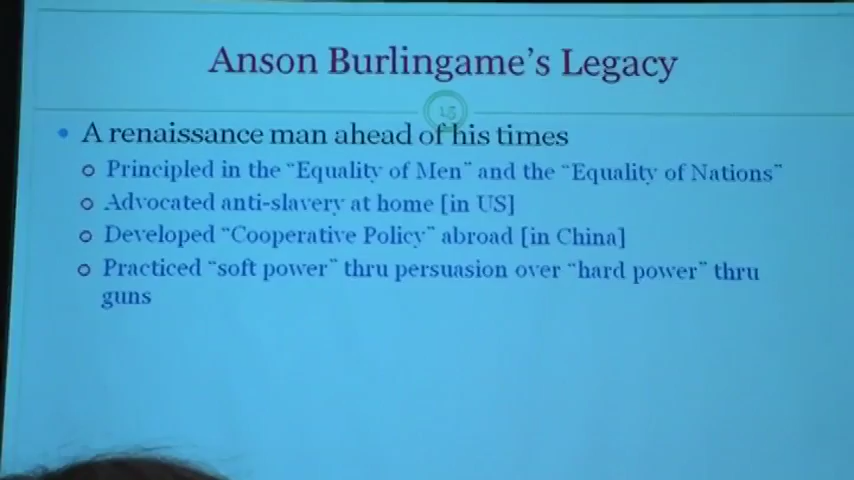 Anson Burlingame's Legacy
15
• A renaissance man ahead of his times
o Principled in the "Equality of Men" and the "Equality of Nations"
o Advocated anti-slavery at home [in US]
o Developed "Cooperative Policy" abroad [in China]
o Practiced "soft power" thru persuasion over "hard power" thru
guns